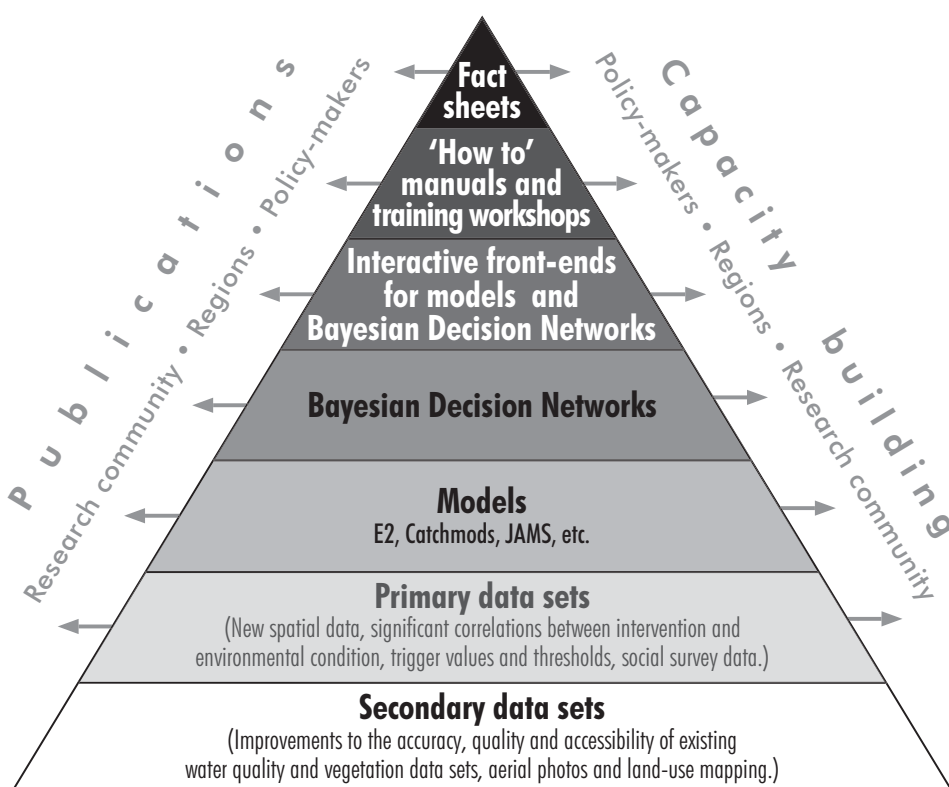 Publications
Research community • Regions • Policy-makers
Fact
sheets
‘How to’
manuals and
training workshops
Interactive front-ends
for models and
Bayesian Decision Networks
Bayesian Decision Networks
Models
E2, Catchmods, JAMS, etc.
Primary data sets
(New spatial data, significant correlations between intervention and
environmental condition, trigger values and thresholds, social survey data.)
Secondary data sets
(Improvements to the accuracy, quality and accessibility of existing
water quality and vegetation data sets, aerial photos and land-use mapping.)
Policy-makers • Regions • Research community
Capacity building